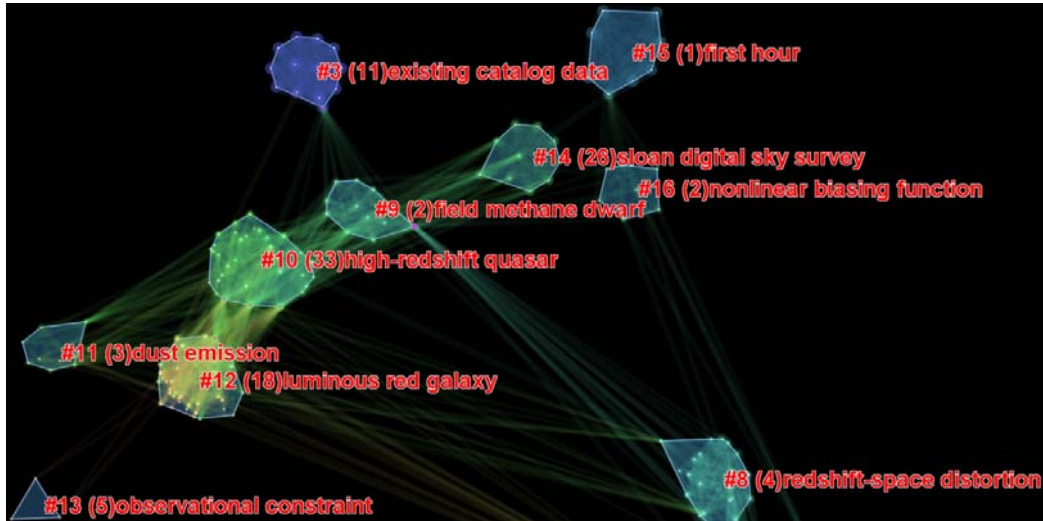 #15 (1)first hour
#3 (11)existing catalog data
#14 (26)sloan digital sky survey
#16 (2)nonlinear biasing function
#9 (2)field methane dwarf
#10 (33)high-redshift quasar
#11 (3)dust emission
#12 (18)luminous red galaxy
#8 (4)redshift-space distortion
#13 (5)observational constraint